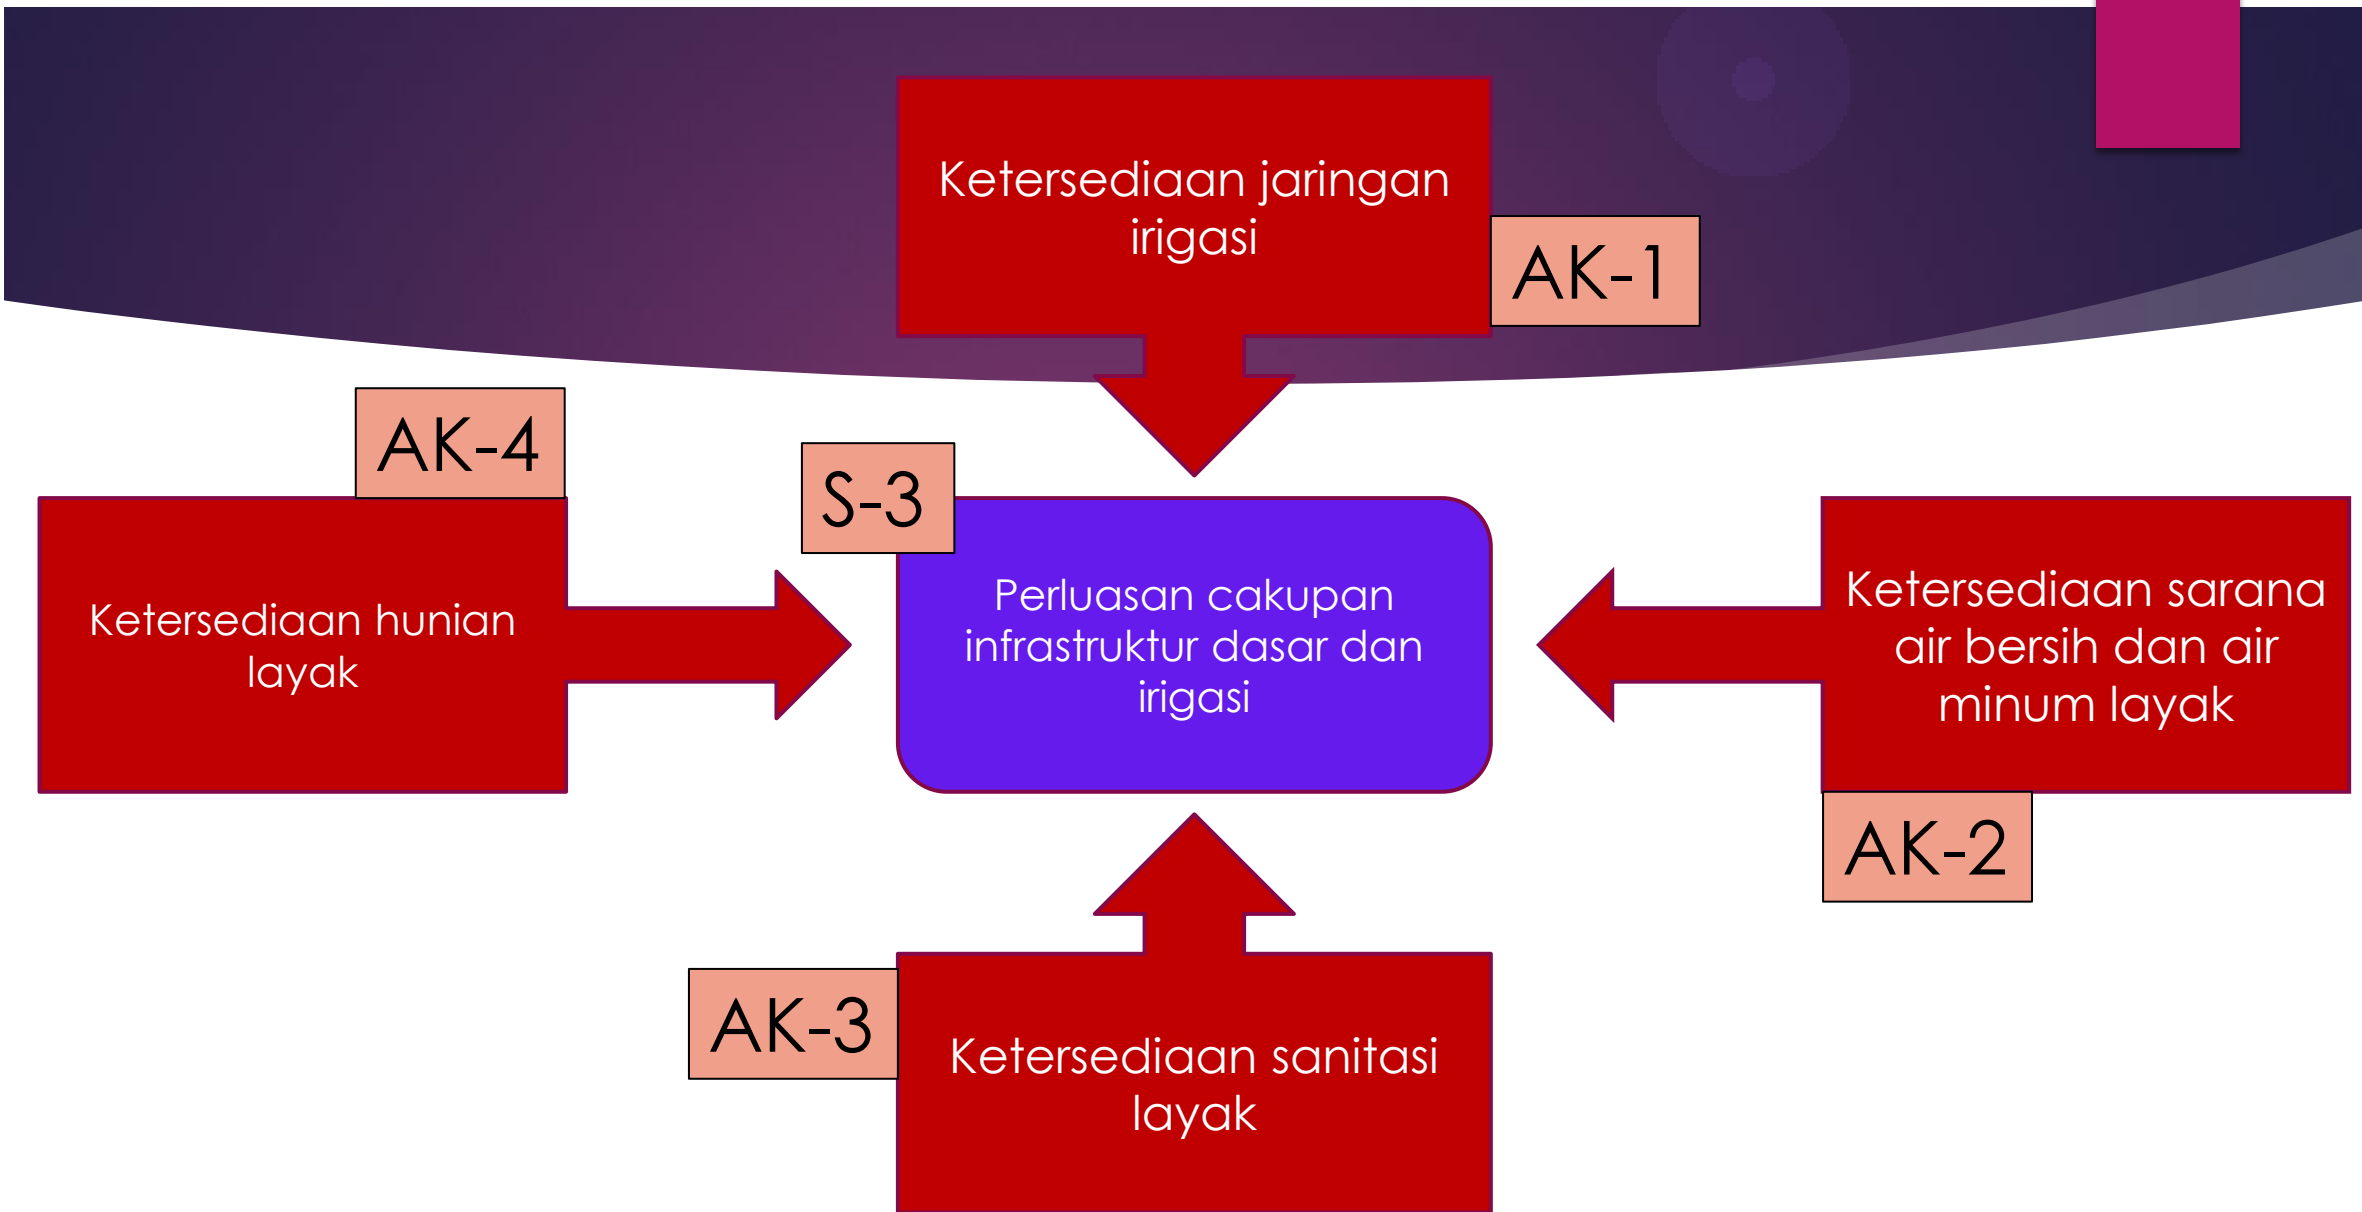 Ketersediaan jaringan
irigasi
AK-1
AK-4
Ketersediaan hunian
layak
S-3
Perluasan cakupan
infrastruktur dasar dan
irigasi
Ketersediaan sarana
air bersih dan air
minum layak
AK-2
AK-3
Ketersediaan sanitasi
layak